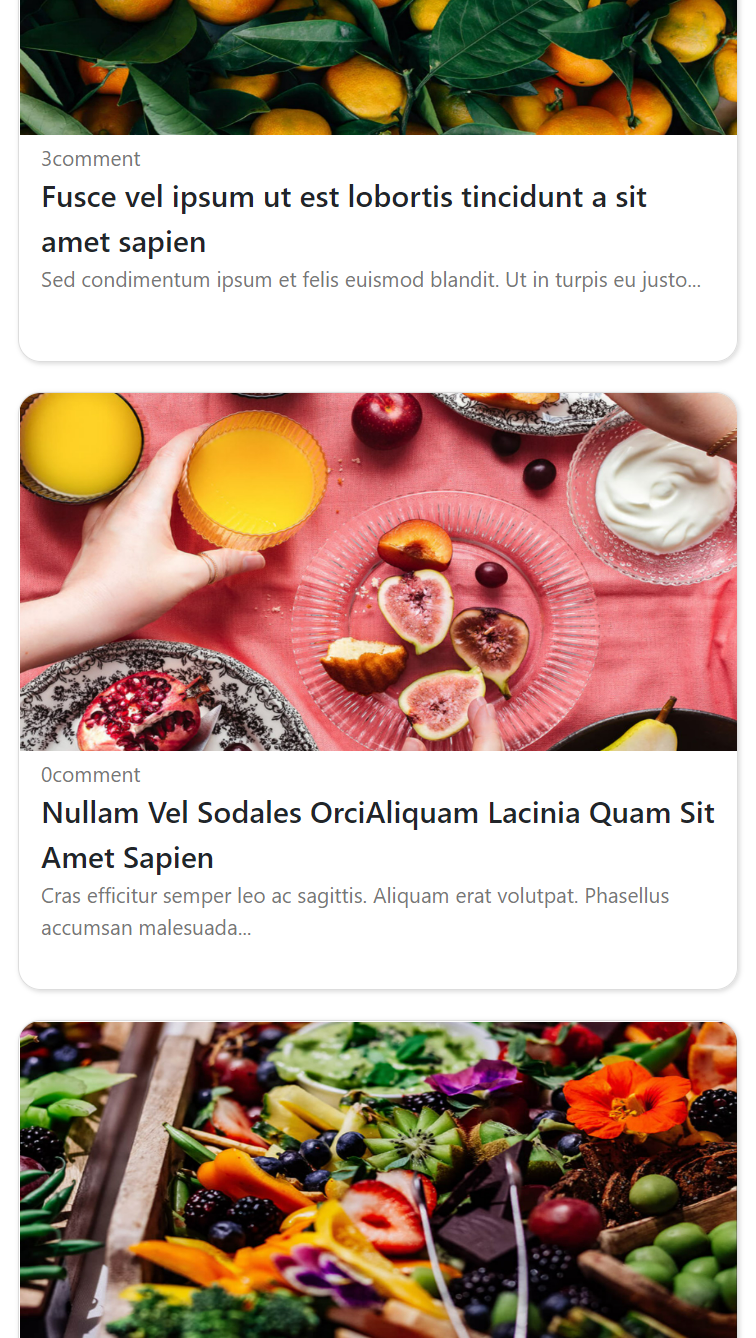 3comment
Fusce vel ipsum ut est lobortis tincidunt a sit
amet sapien
Sed condimentum ipsum et felis euismod blandit. Ut in turpis eu justo...
0comment
Nullam Vel Sodales OrciAliquam Lacinia Quam Sit
Amet Sapien
Cras efficitur semper leo ac sagittis. Aliquam erat volutpat. Phasellus
accumsan malesuada...